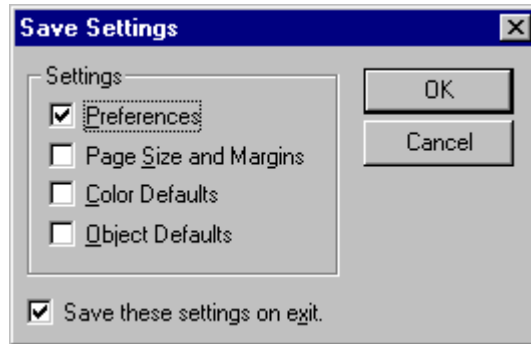 Save Settings
Settings
Preferences
Page Size and Margins
Color Defaults
Object Defaults
OK
Cancel
Save these settings on exit.